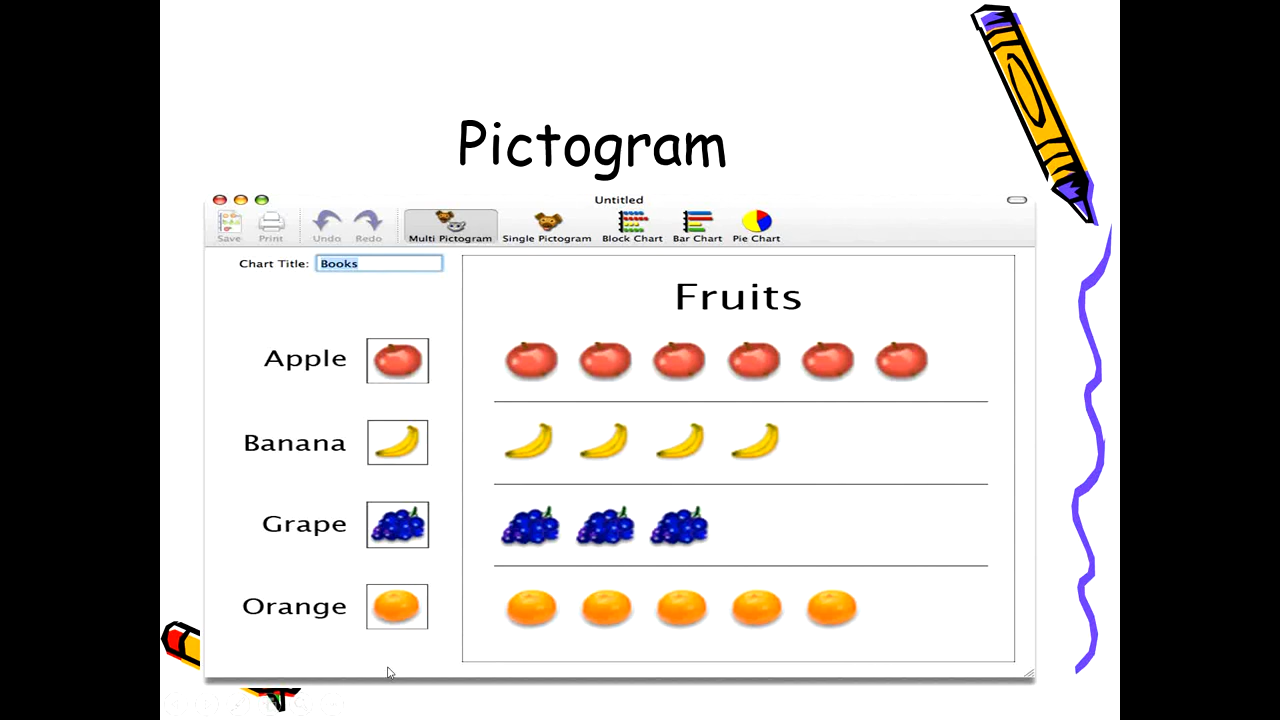 Pictogram
Untitled
Save Print Undo Redo Multi Pictogram Single Pictogram Block Chart Bar Chart Pie Chart
Chart Title: Books
Fruits
Apple
Banana
Grape
Orange